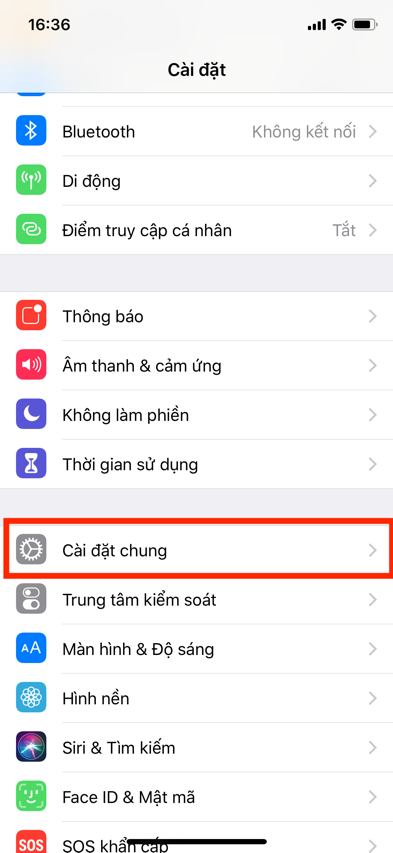 16:36
Cài đặt
Bluetooth Không kết nối
Di động
Điểm truy cập cá nhân Tắt
Thông báo
Âm thanh & cảm ứng
Không làm phiền
Thời gian sử dụng
Cài đặt chung
Trung tâm kiểm soát
AA Màn hình & Độ sáng
Hình nền
Siri & Tìm kiếm
Face ID & Mật mã
SOS SOS khẩn cấp